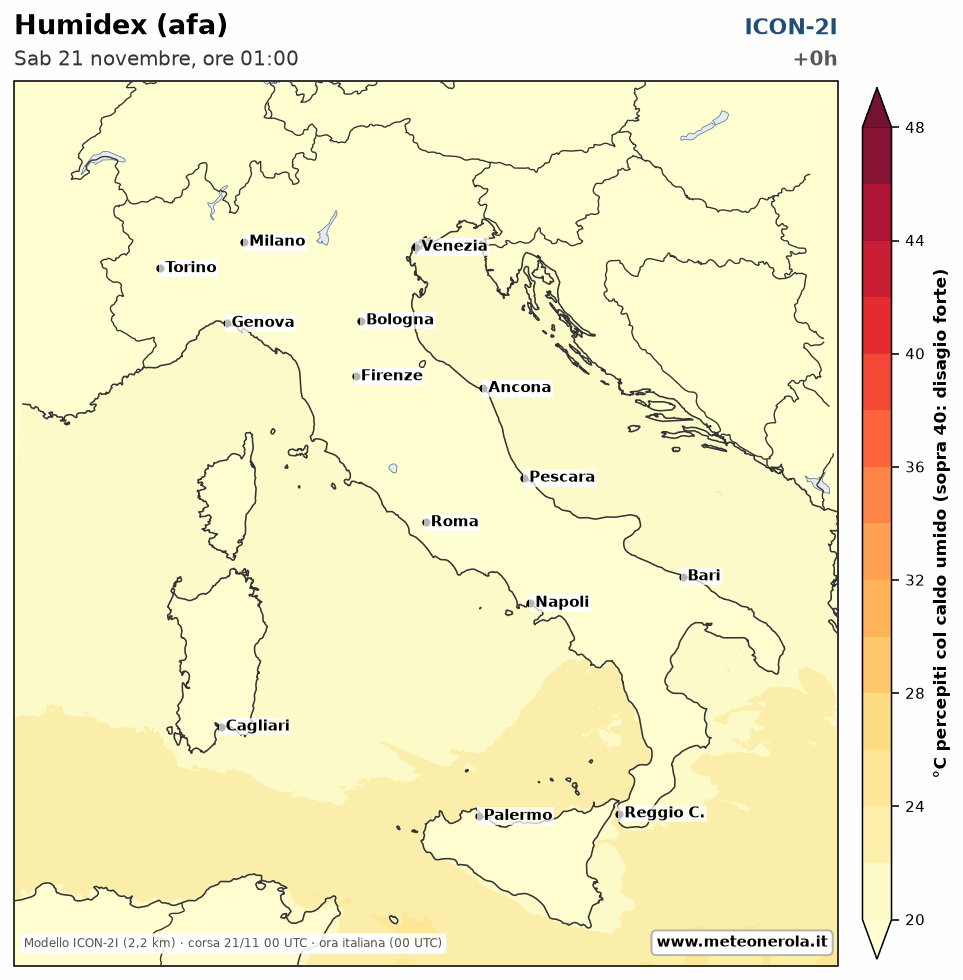 Humidex (afa)
ICON-2I
Sab 21 novembre, ore 01:00
+0h
Milano
Venezia
Torino
Genova
Bologna
Firenze
Ancona
Pescara
Roma
Bari
Napoli
Cagliari
Palermo
Reggio C.
48
44
40
36
32
28
24
20
°C percepiti col caldo umido (sopra 40: disagio forte)
Modello ICON-2I (2,2 km) · corsa 21/11 00 UTC · ora italiana (00 UTC)
www.meteonerola.it